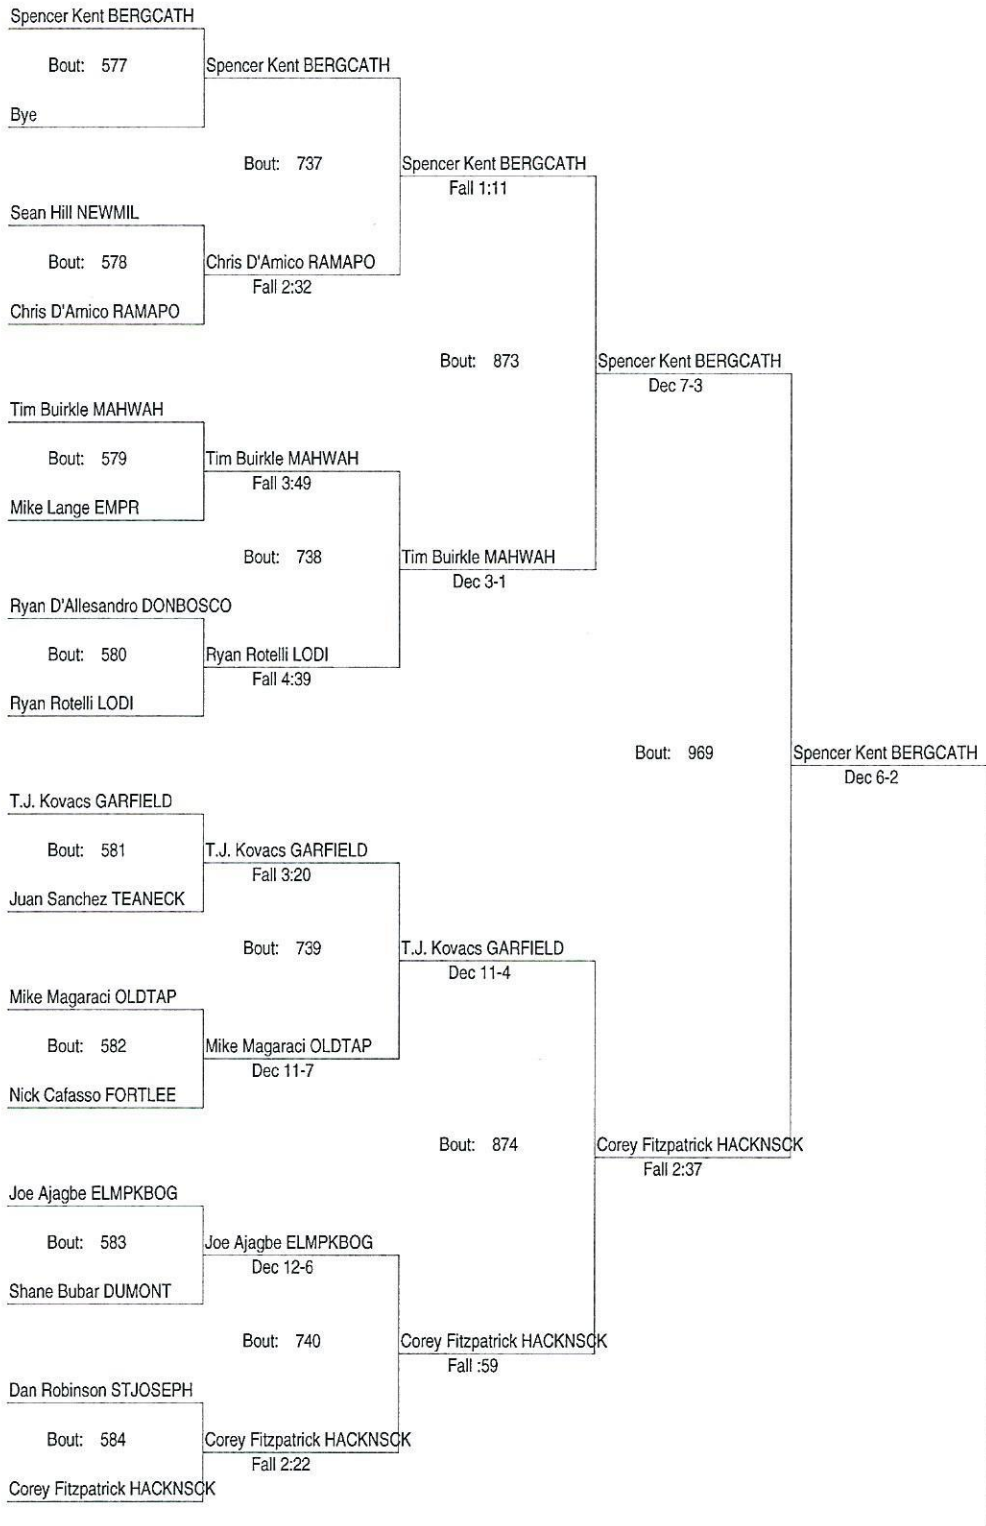 Spencer Kent BERGCATH
Bout: 577
Spencer Kent BERGCATH
Bye
Bout: 737
Spencer Kent BERGCATH
Fall 1:11
Sean Hill NEWMIL
Bout: 578
Chris D'Amico RAMAPO
Fall 2:32
Chris D'Amico RAMAPO
Bout: 873
Spencer Kent BERGCATH
Dec 7-3
Tim Buirkle MAHWAH
Bout: 579
Tim Buirkle MAHWAH
Fall 3:49
Mike Lange EMPR
Bout: 738
Tim Buirkle MAHWAH
Dec 3-1
Ryan D'Allesandro DONBOSCO
Bout: 580
Ryan Rotelli LODI
Fall 4:39
Ryan Rotelli LODI
Bout: 969
Spencer Kent BERGCATH
Dec 6-2
T.J. Kovacs GARFIELD
Bout: 581
T.J. Kovacs GARFIELD
Fall 3:20
Juan Sanchez TEANECK
Bout: 739
T.J. Kovacs GARFIELD
Dec 11-4
Mike Magaraci OLDTAP
Bout: 582
Mike Magaraci OLDTAP
Dec 11-7
Nick Cafasso FORTLEE
Bout: 874
Corey Fitzpatrick HACKNSCK
Fall 2:37
Joe Ajagbe ELMPKBOG
Bout: 583
Joe Ajagbe ELMPKBOG
Dec 12-6
Shane Bubar DUMONT
Bout: 740
Corey Fitzpatrick HACKNSCK
Fall :59
Dan Robinson STJOSEPH
Bout: 584
Corey Fitzpatrick HACKNSCK
Fall 2:22
Corey Fitzpatrick HACKNSCK